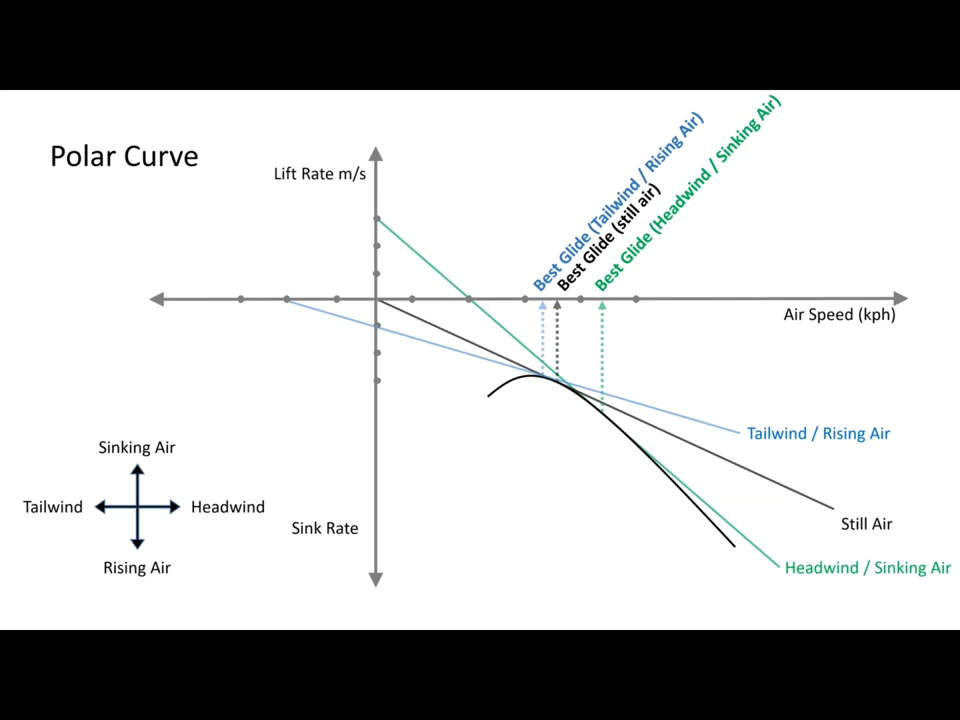 Polar Curve
Lift Rate m/s
Best Glide (Tailwind / Rising Air)
Best Glide (still air)
Best Glide (Headwind / Sinking Air)
Air Speed (kph)
Tailwind / Rising Air
Sinking Air
Tailwind
Headwind
Sink Rate
Still Air
Rising Air
Headwind / Sinking Air